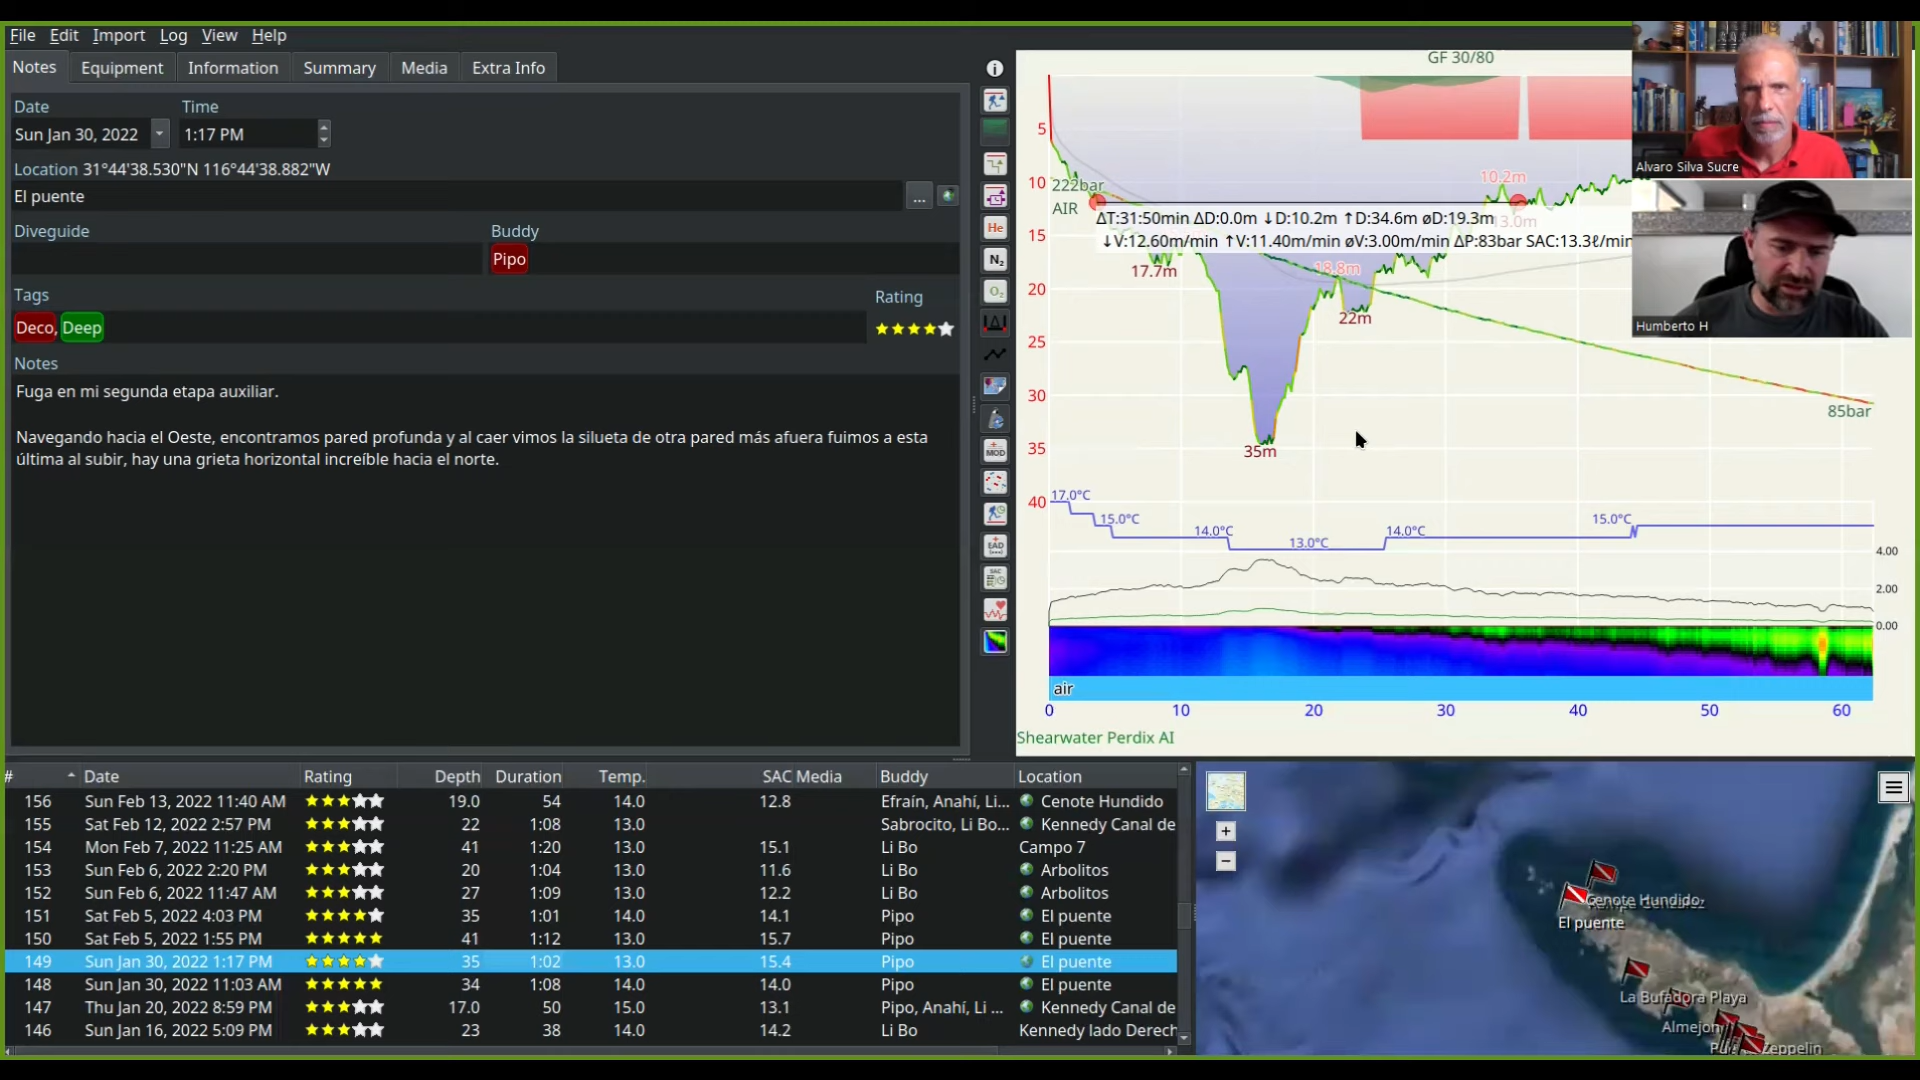 File Edit Import Log View Help
Notes Equipment Information Summary Media Extra Info
Date Time
Sun Jan 30, 2022 1:17 PM
Location 31°44'38.530"N 116°44'38.882"W
El puente ...
Diveguide Buddy
Pipo
Tags Rating
Deco, Deep
Notes
Fuga en mi segunda etapa auxiliar.
Navegando hacia el Oeste, encontramos pared profunda y al caer vimos la silueta de otra pared más afuera fuimos a esta
última al subir, hay una grieta horizontal increíble hacia el norte.
He
N₂
O₂
MOD
EAD
SAC
GF 30/80
5
10
15
20
25
30
35
40
222bar
AIR
10.2m
ΔT:31:50min ΔD:0.0m ↓D:10.2m ↑D:34.6m øD:19.3m
13.0m
↓V:12.60m/min ↑V:11.40m/min øV:3.00m/min ΔP:83bar SAC:13.3ℓ/min
17.7m
18.8m
22m
35m
85bar
17.0°C
15.0°C
14.0°C
13.0°C
14.0°C
15.0°C
4.00
2.00
0.00
air
0 10 20 30 40 50 60
Shearwater Perdix AI
Alvaro Silva Sucre
Humberto H
# Date Rating Depth Duration Temp. SAC Media Buddy Location
156 Sun Feb 13, 2022 11:40 AM 19.0 54 14.0 12.8 Efraín, Anahí, Li... Cenote Hundido
155 Sat Feb 12, 2022 2:57 PM 22 1:08 13.0 Sabrocito, Li Bo... Kennedy Canal de
154 Mon Feb 7, 2022 11:25 AM 41 1:20 13.0 15.1 Li Bo Campo 7
153 Sun Feb 6, 2022 2:20 PM 20 1:04 13.0 11.6 Li Bo Arbolitos
152 Sun Feb 6, 2022 11:47 AM 27 1:09 13.0 12.2 Li Bo Arbolitos
151 Sat Feb 5, 2022 4:03 PM 35 1:01 14.0 14.1 Pipo El puente
150 Sat Feb 5, 2022 1:55 PM 41 1:12 13.0 15.7 Pipo El puente
149 Sun Jan 30, 2022 1:17 PM 35 1:02 13.0 15.4 Pipo El puente
148 Sun Jan 30, 2022 11:03 AM 34 1:08 14.0 14.0 Pipo El puente
147 Thu Jan 20, 2022 8:59 PM 17.0 50 15.0 13.1 Pipo, Anahí, Li ... Kennedy Canal de
146 Sun Jan 16, 2022 5:09 PM 23 38 14.0 14.2 Li Bo Kennedy lado Derech
+
−
Cenote Hundido
El puente
La Bufadora Playa
Almejon
Zeppelin